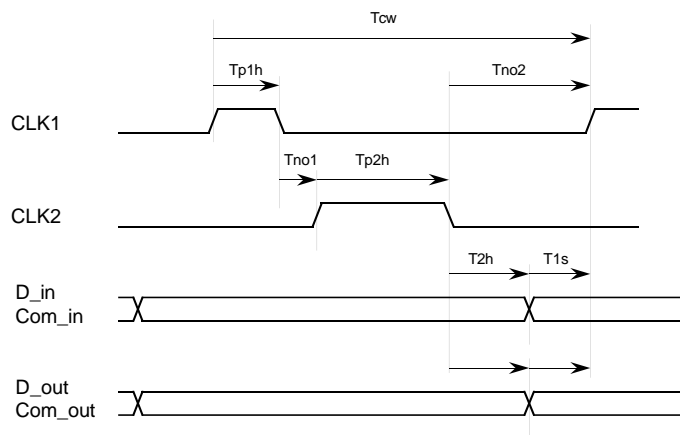 Tcw
Tp1h
Tno2
CLK1
Tno1
Tp2h
CLK2
T2h
T1s
D_in
Com_in
D_out
Com_out